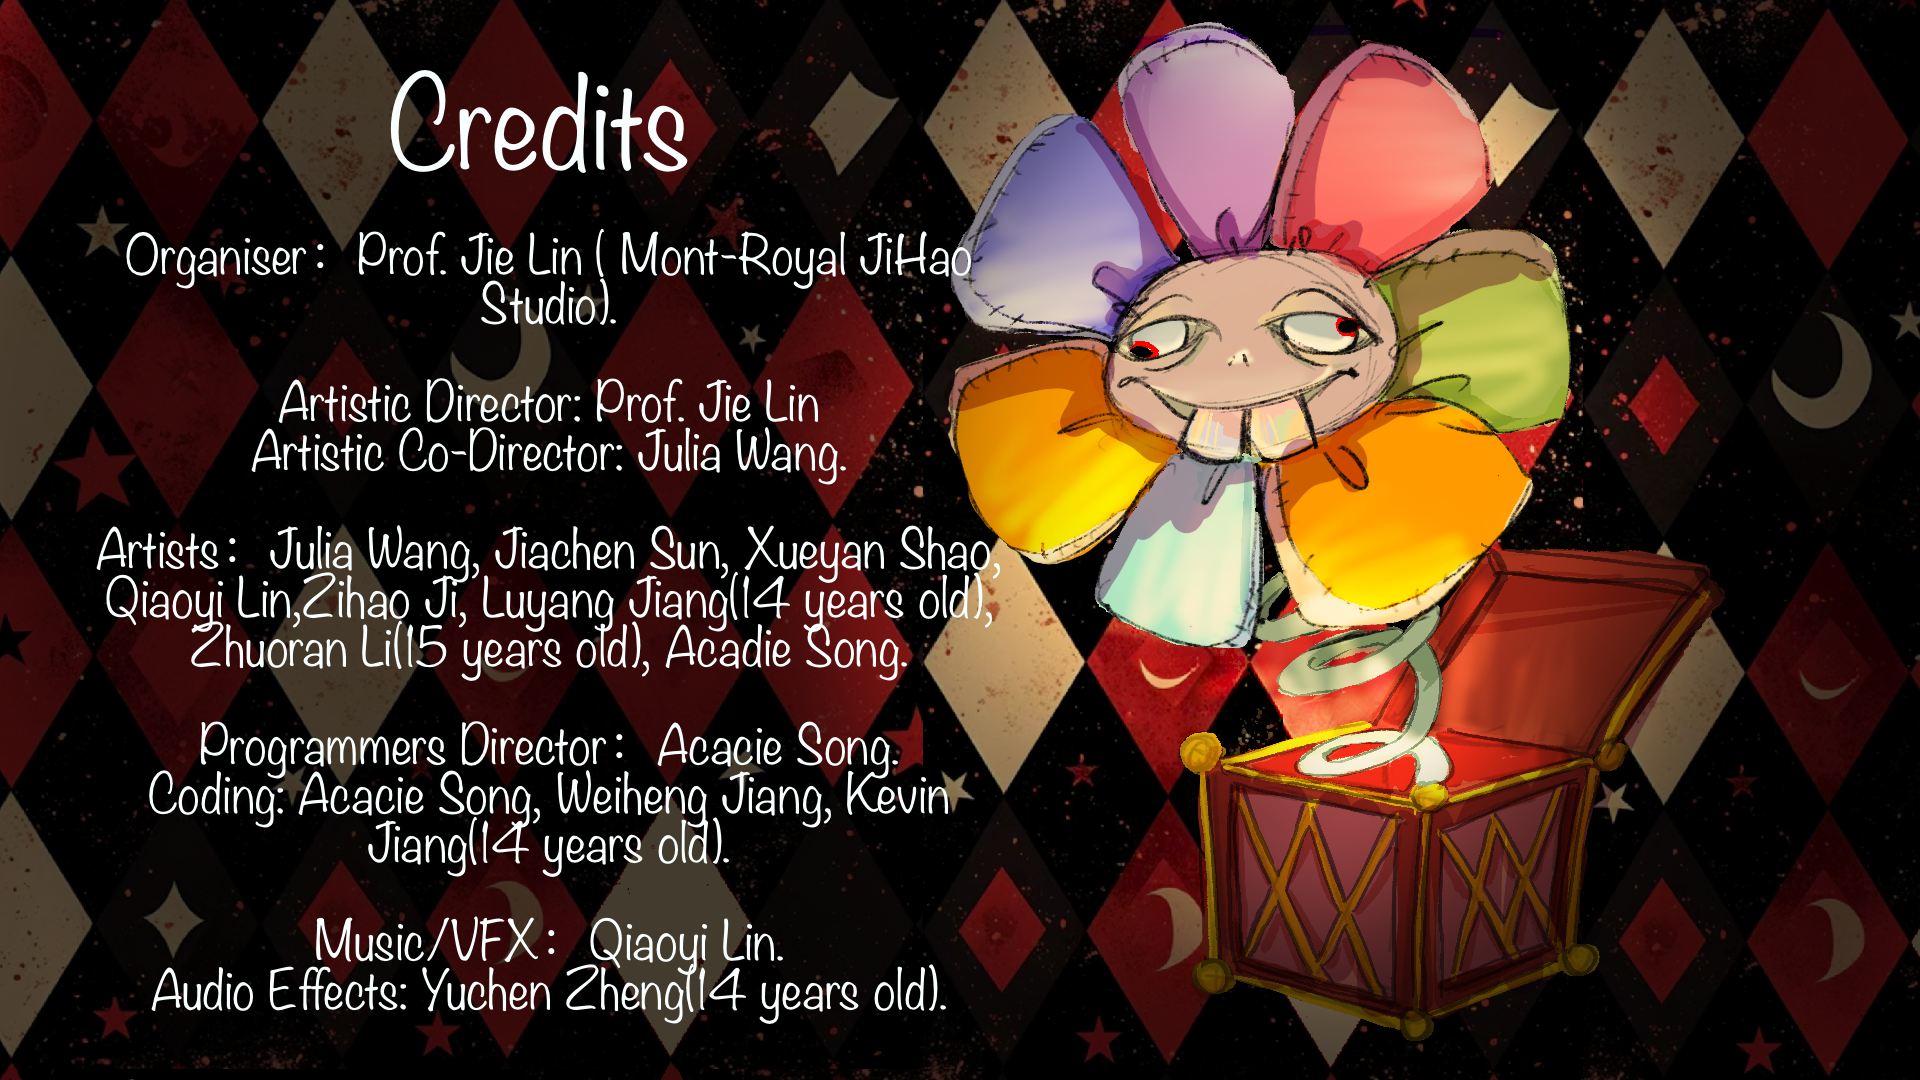 Credits
Organiser： Prof. Jie Lin ( Mont-Royal JiHao
Studio).
Artistic Director: Prof. Jie Lin
Artistic Co-Director: Julia Wang.
Artists： Julia Wang, Jiachen Sun, Xueyan Shao,
Qiaoyi Lin,Zihao Ji, Luyang Jiang(14 years old),
Zhuoran Li(15 years old), Acadie Song.
Programmers Director： Acacie Song.
Coding: Acacie Song, Weiheng Jiang, Kevin
Jiang(14 years old).
Music/VFX： Qiaoyi Lin.
Audio Effects: Yuchen Zheng(14 years old).